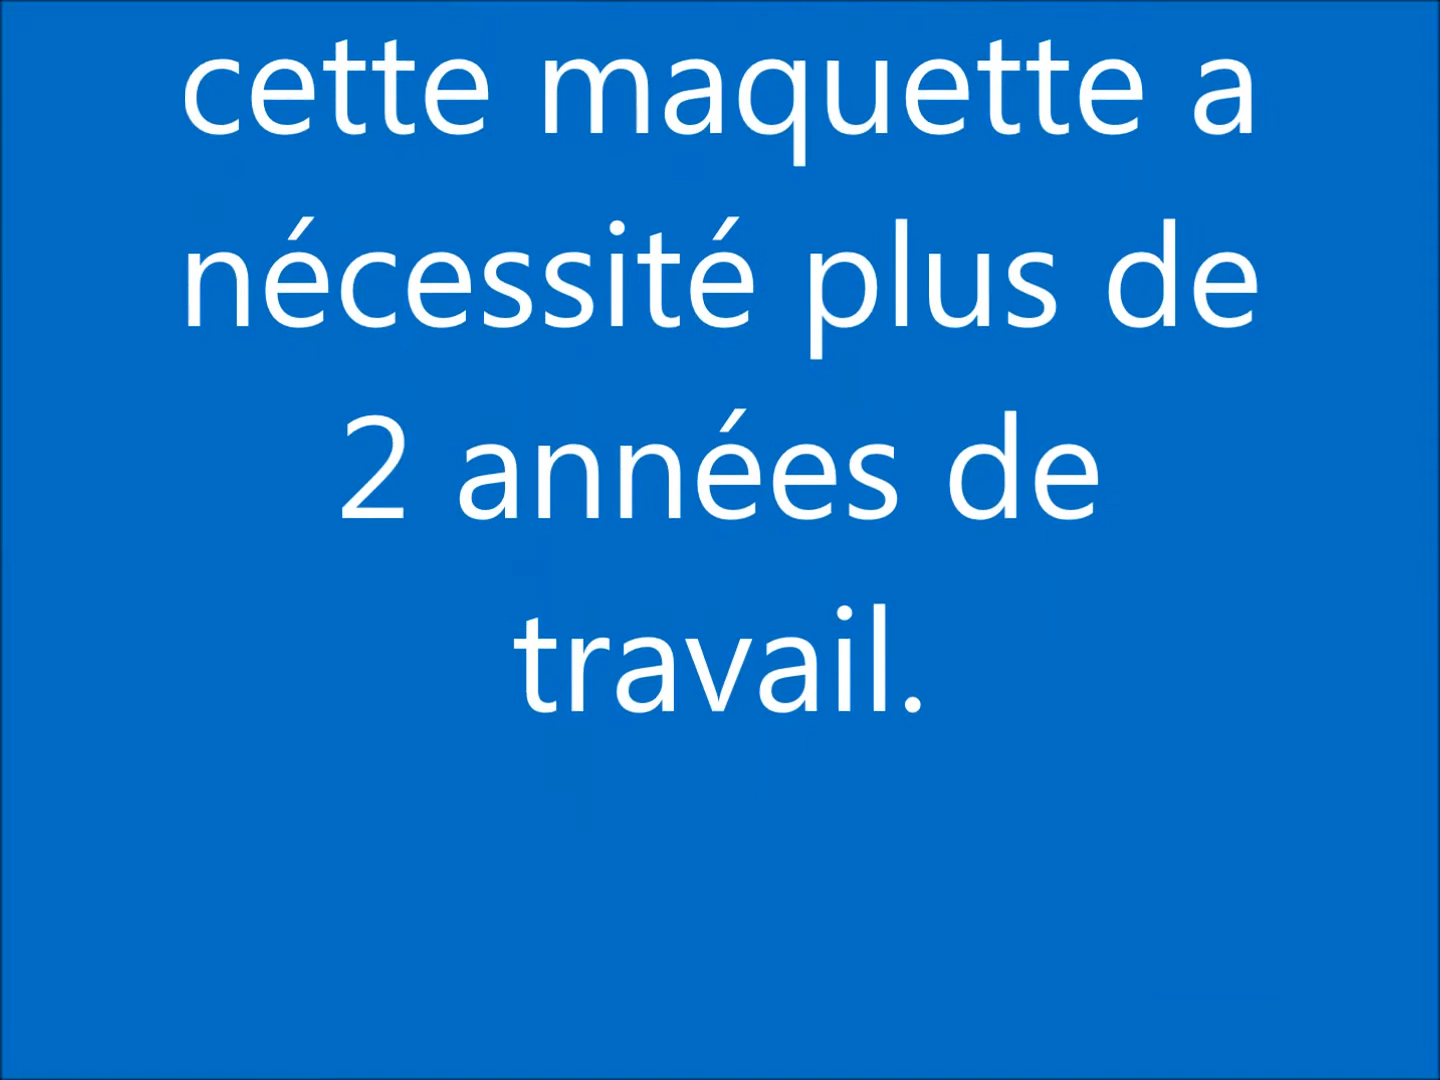 cette maquette a
nécessité plus de
2 années de
travail.